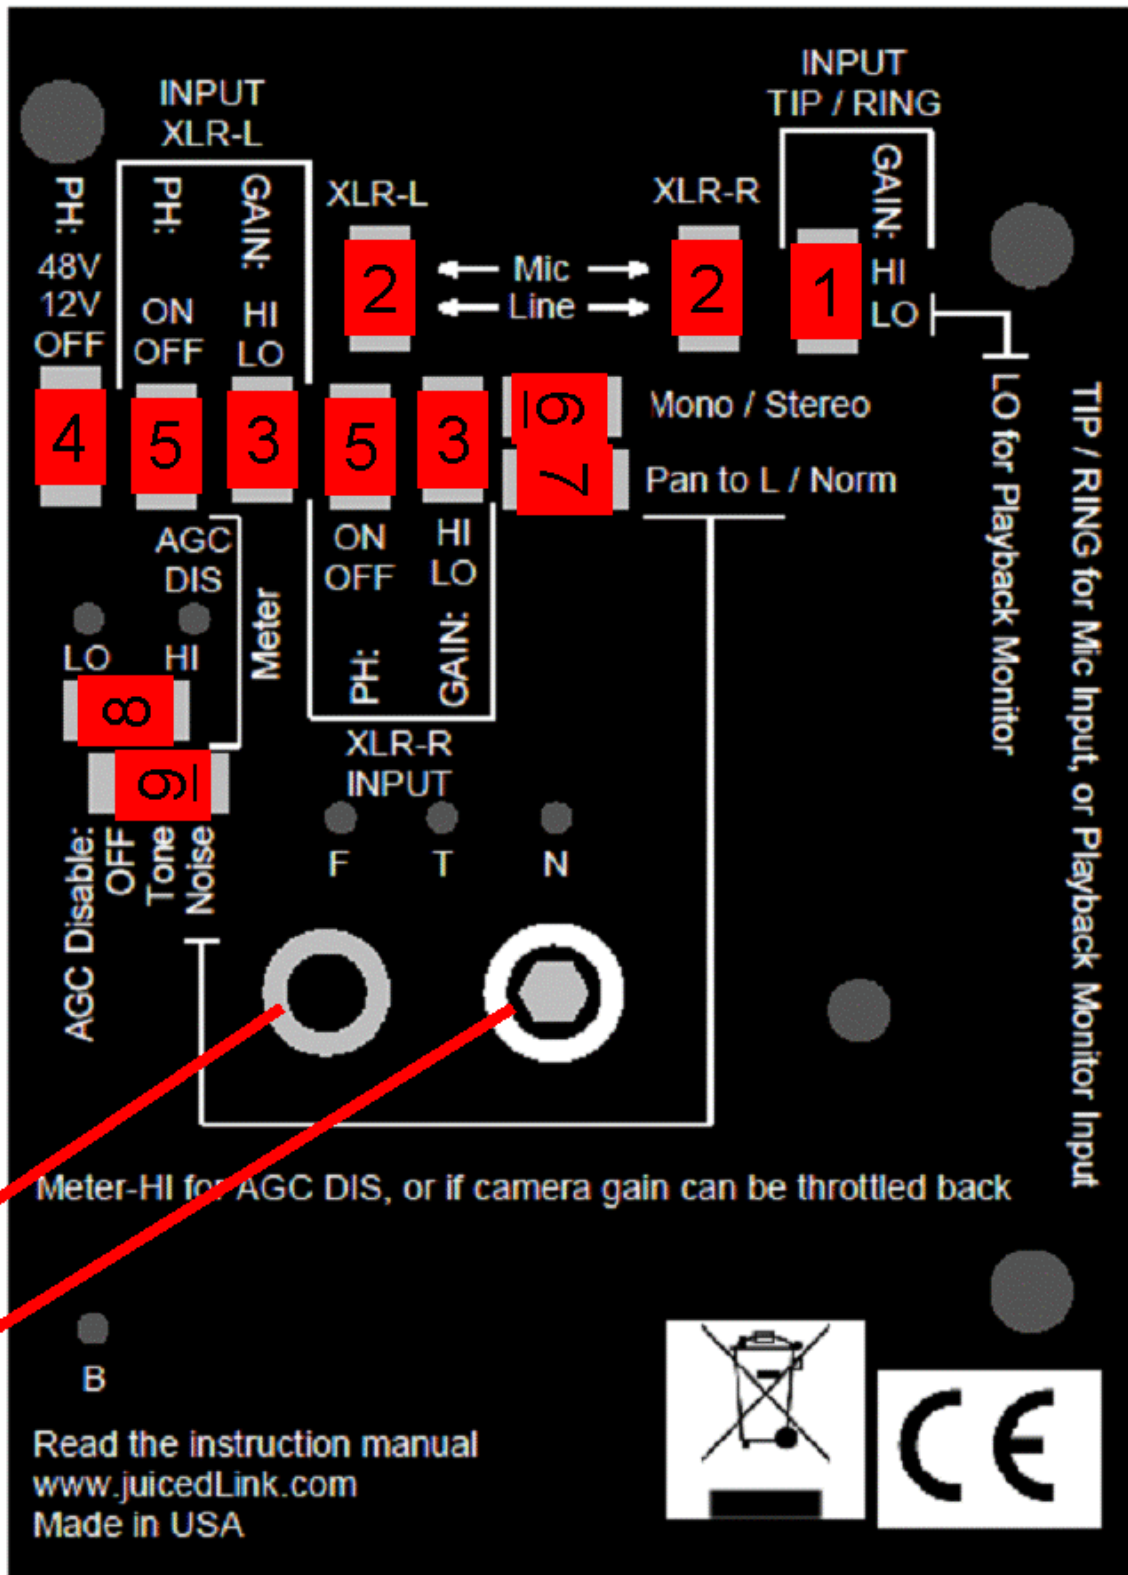 INPUT
TIP / RING
GAIN:
HI
LO
INPUT
XLR-L
PH:
48V
12V
OFF
PH:
ON
OFF
GAIN:
HI
LO
XLR-L
XLR-R
Mic
Line
2
2
1
4
5
3
5
3
6
7
Mono / Stereo
Pan to L / Norm
LO for Playback Monitor
TIP / RING for Mic Input, or Playback Monitor Input
AGC
DIS
LO
HI
Meter
ON
OFF
PH:
HI
LO
GAIN:
XLR-R
INPUT
8
9
AGC Disable:
OFF
Tone
Noise
F
T
N
Meter-HI for AGC DIS, or if camera gain can be throttled back
B
Read the instruction manual
www.juicedLink.com
Made in USA
CE